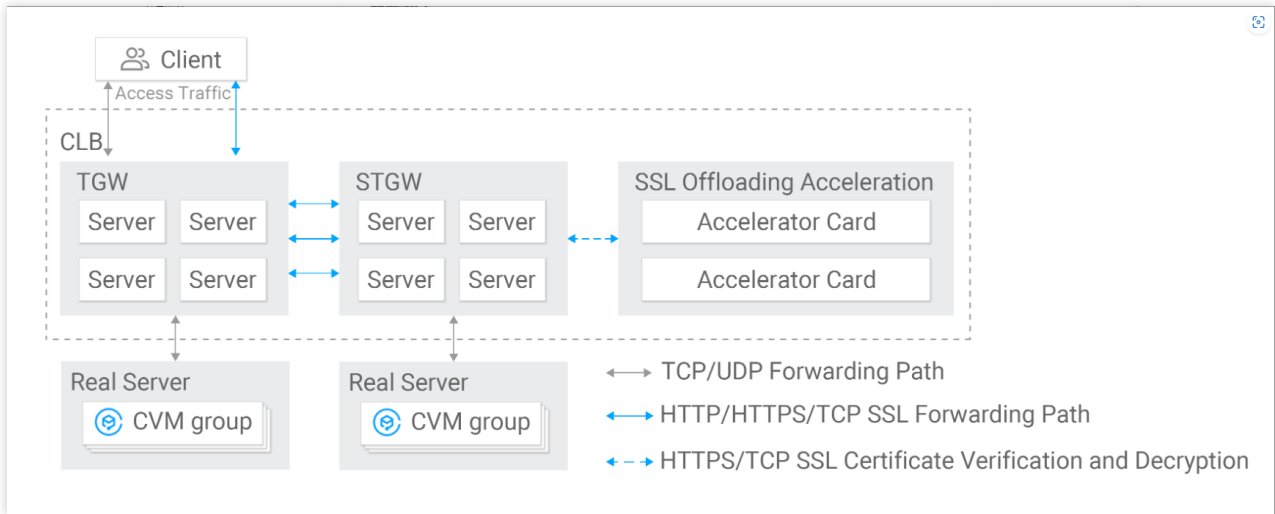 Client
Access Traffic
CLB
TGW
Server
Server
Server
Server
STGW
Server
Server
Server
Server
SSL Offloading Acceleration
Accelerator Card
Accelerator Card
Real Server
CVM group
Real Server
CVM group
TCP/UDP Forwarding Path
HTTP/HTTPS/TCP SSL Forwarding Path
HTTPS/TCP SSL Certificate Verification and Decryption